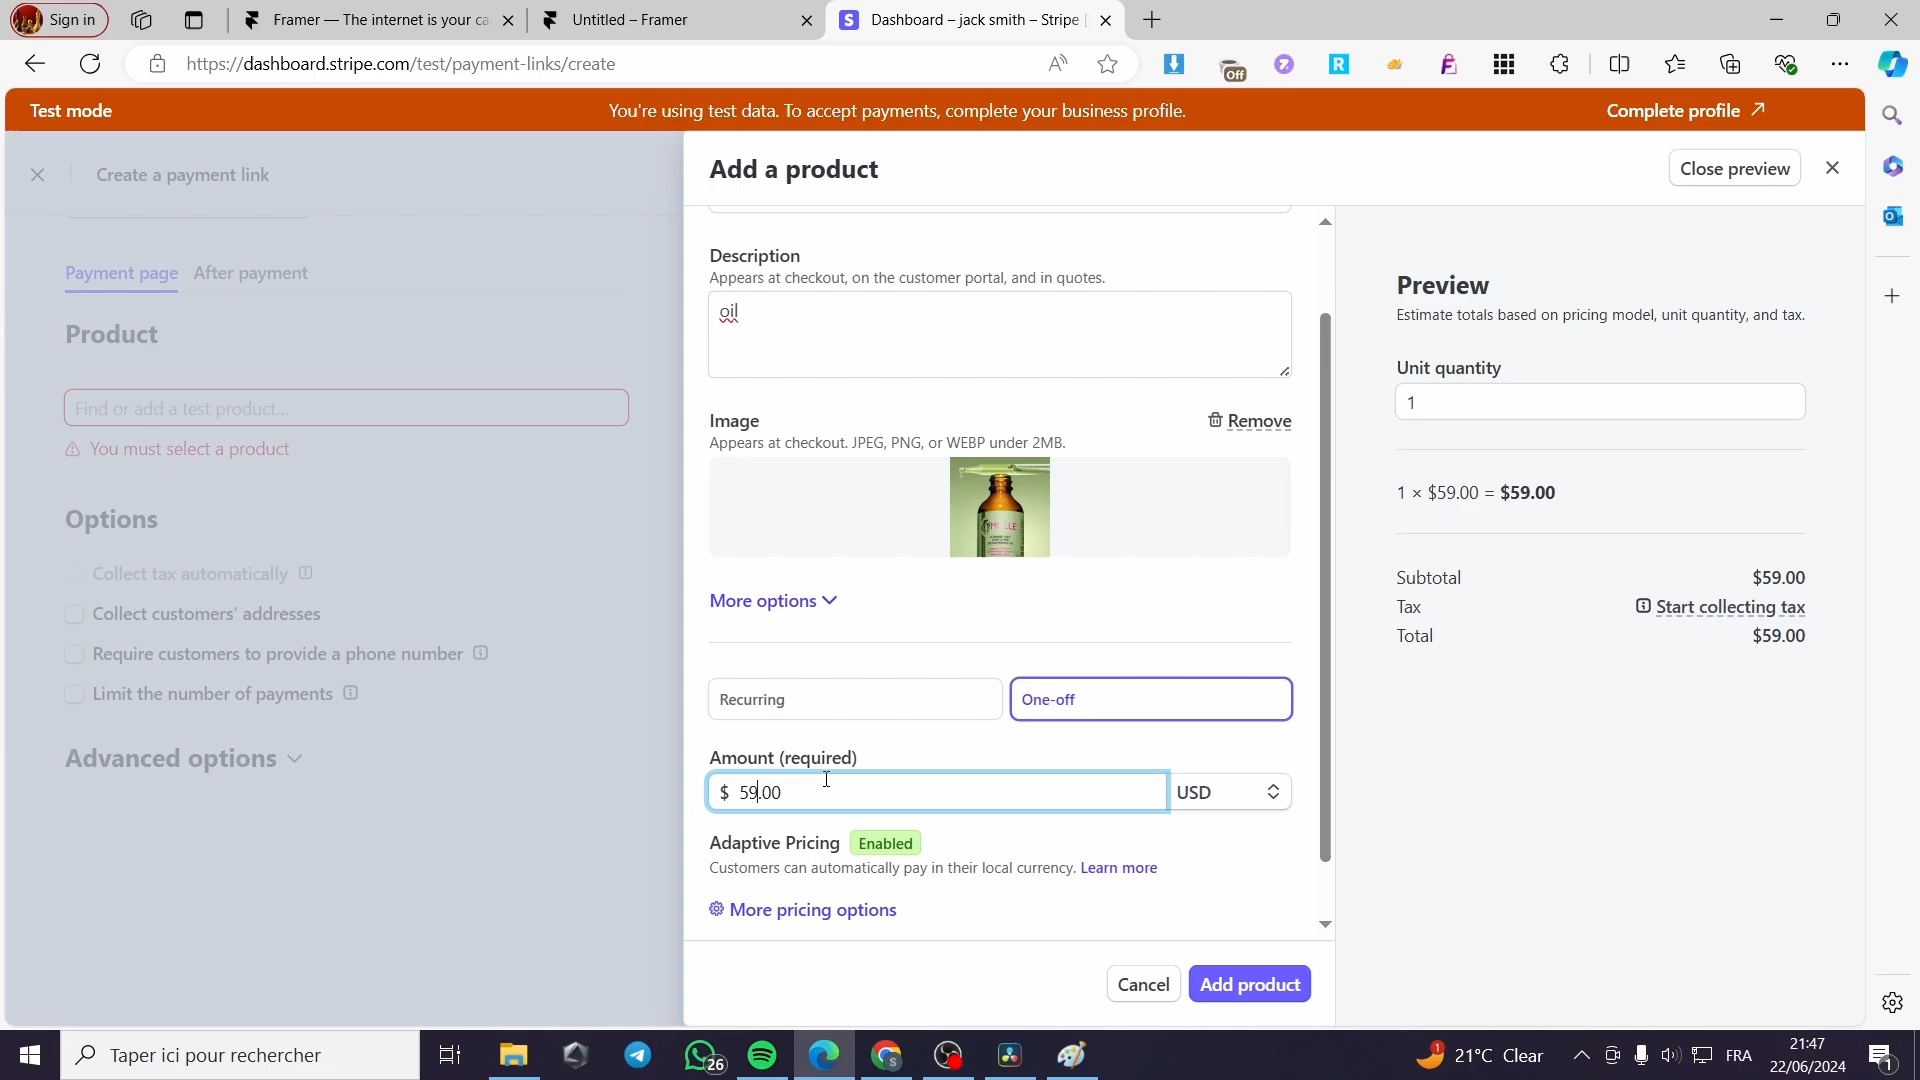 Sign in
Framer — The internet is your ca
Untitled – Framer
Dashboard – jack smith – Stripe [
https://dashboard.stripe.com/test/payment-links/create
Off
Test mode
You're using test data. To accept payments, complete your business profile.
Complete profile
Create a payment link
Add a product
Close preview
Payment page
After payment
Product
Find or add a test product...
You must select a product
Options
Collect tax automatically
Collect customers' addresses
Require customers to provide a phone number
Limit the number of payments
Advanced options
Description
Appears at checkout, on the customer portal, and in quotes.
oil
Image
Remove
Appears at checkout. JPEG, PNG, or WEBP under 2MB.
More options
Recurring
One-off
Amount (required)
$ 59.00
USD
Adaptive Pricing
Enabled
Customers can automatically pay in their local currency. Learn more
More pricing options
Cancel
Add product
Preview
Estimate totals based on pricing model, unit quantity, and tax.
Unit quantity
1
1 × $59.00 = $59.00
Subtotal
$59.00
Tax
Start collecting tax
Total
$59.00
Taper ici pour rechercher
26
21°C Clear
FRA
21:47
22/06/2024
1